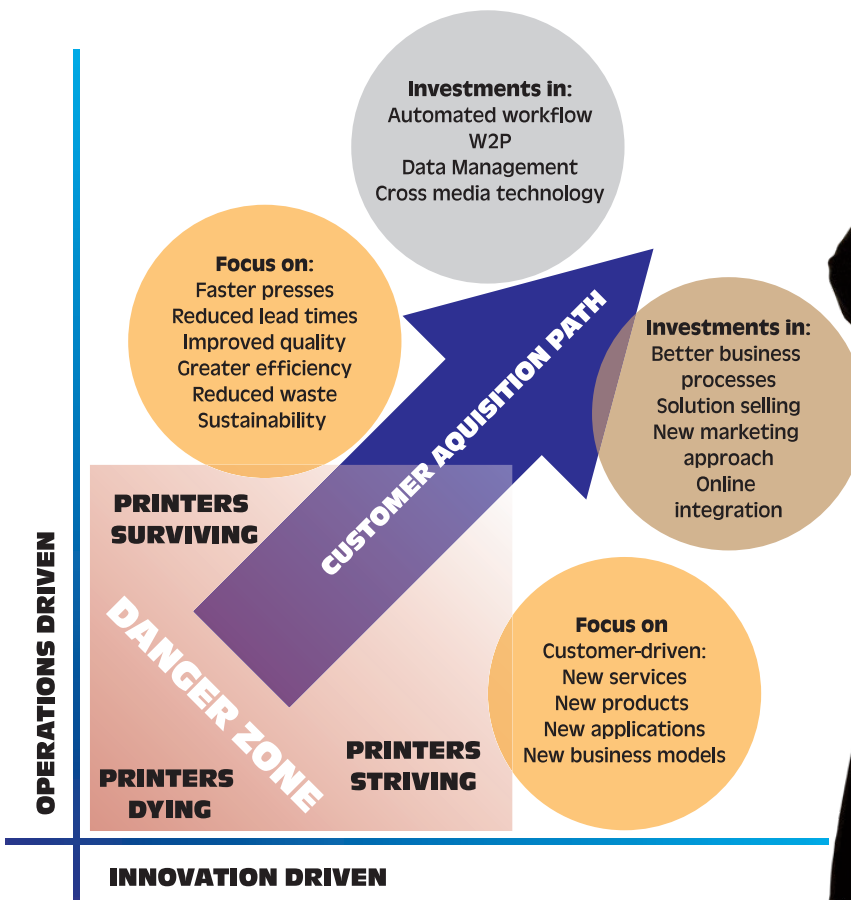 Investments in:
Automated workflow
W2P
Data Management
Cross media technology
Focus on:
Faster presses
Reduced lead times
Improved quality
Greater efficiency
Reduced waste
Sustainability
Investments in:
Better business
processes
Solution selling
New marketing
approach
Online
integration
CUSTOMER AQUISITION PATH
PRINTERS
SURVIVING
DANGER ZONE
PRINTERS
DYING
PRINTERS
STRIVING
Focus on
Customer-driven:
New services
New products
New applications
New business models
OPERATIONS DRIVEN
INNOVATION DRIVEN